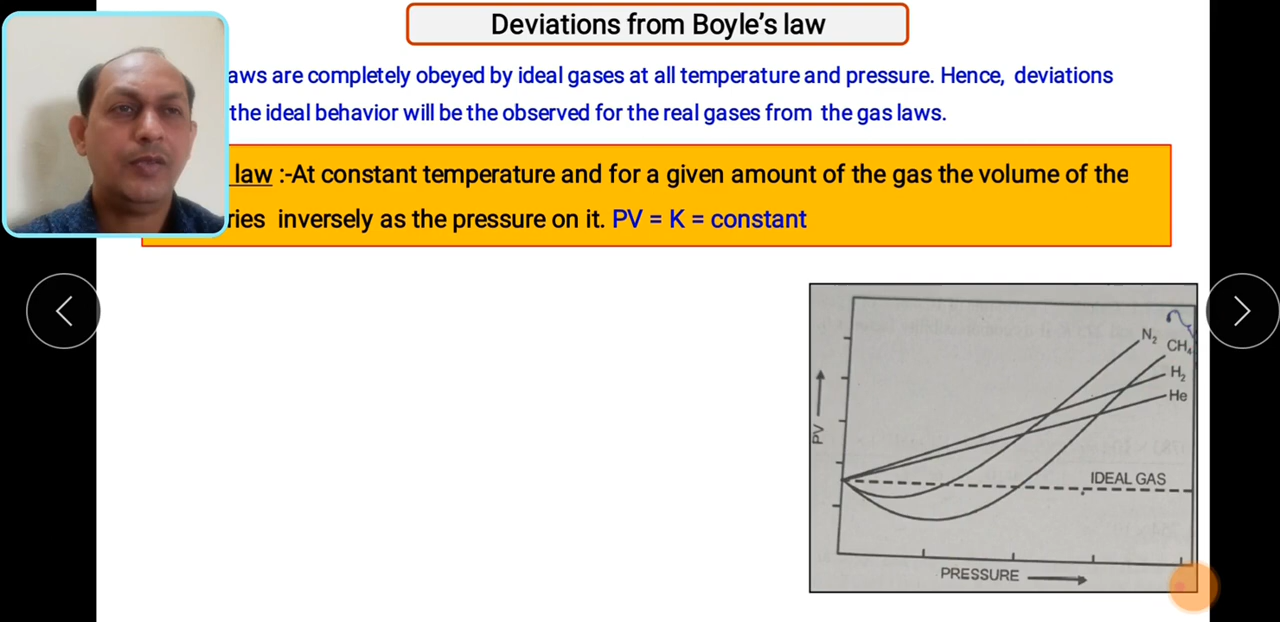 Deviations from Boyle's law
aws are completely obeyed by ideal gases at all temperature and pressure. Hence, deviations
the ideal behavior will be the observed for the real gases from the gas laws.
law :-At constant temperature and for a given amount of the gas the volume of the
ries inversely as the pressure on it. PV = K = constant
N₂
CH₄
H₂
He
PV
IDEAL GAS
PRESSURE